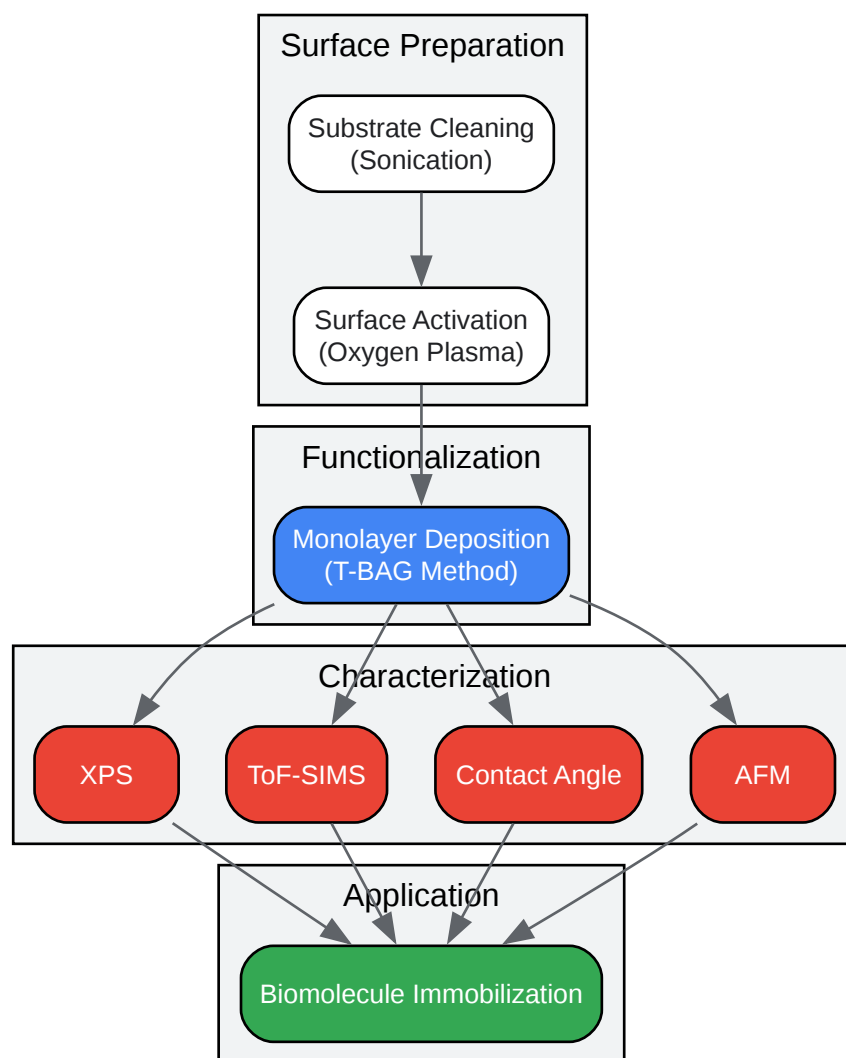 Surface Preparation
Substrate Cleaning
(Sonication)
Surface Activation
(Oxygen Plasma)
Functionalization
Monolayer Deposition
(T-BAG Method)
Characterization
XPS
ToF-SIMS
Contact Angle
AFM
Application
Biomolecule Immobilization